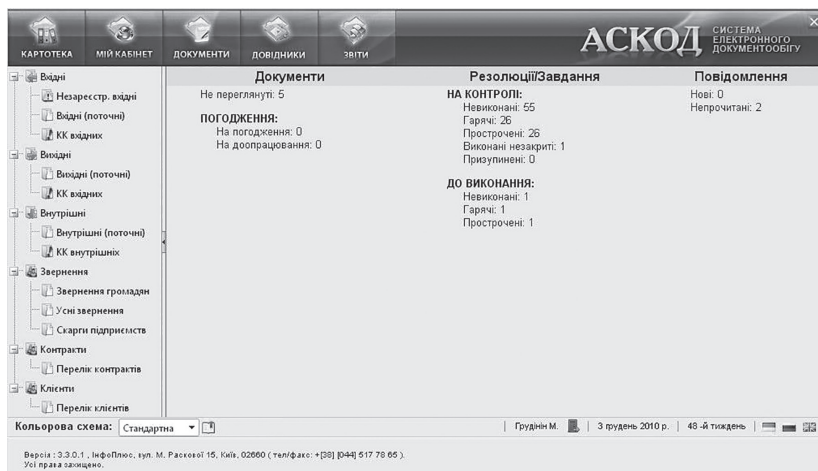 КАРТОТЕКА МІЙ КАБІНЕТ ДОКУМЕНТИ ДОВІДНИКИ ЗВІТИ
АСКОД СИСТЕМА
ЕЛЕКТРОННОГО
ДОКУМЕНТООБІГУ
Вхідні
Незареєстр. вхідні
Вхідні (поточні)
КК вхідних
Вихідні
Вихідні (поточні)
КК вхідних
Внутрішні
Внутрішні (поточні)
КК внутрішніх
Звернення
Звернення громадян
Усні звернення
Скарги підприємств
Контракти
Перелік контрактів
Клієнти
Перелік клієнтів
Документи
Не переглянуті: 5
ПОГОДЖЕННЯ:
На погодження: 0
На доопрацювання: 0
Резолюції/Завдання
НА КОНТРОЛІ:
Невиконані: 55
Гарячі: 26
Прострочені: 26
Виконані незакриті: 1
Призупинені: 0
ДО ВИКОНАННЯ:
Невиконані: 1
Гарячі: 1
Прострочені: 1
Повідомлення
Нові: 0
Непрочитані: 2
Кольорова схема: Стандартна
Грудінін М. | 3 грудень 2010 р. | 48 -й тиждень
Версія : 3.3.0.1 , ІнфоПлюс, вул. М. Раскової 15, Київ, 02660 ( тел/факс: +[38] [044] 517 78 65 ).
Усі права захищено.